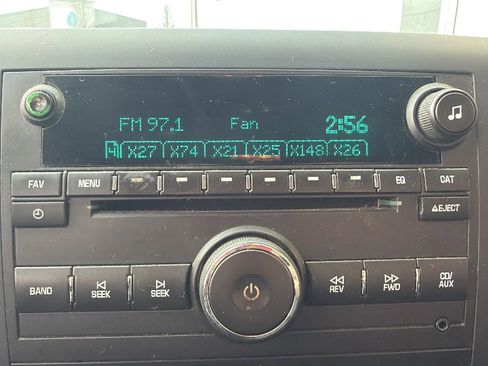 FM 97.1 Fan 2:56
4 X27 X74 X21 X25 X148 X26
FAV MENU EQ CAT
△EJECT
BAND SEEK SEEK REV FWD CD/
AUX